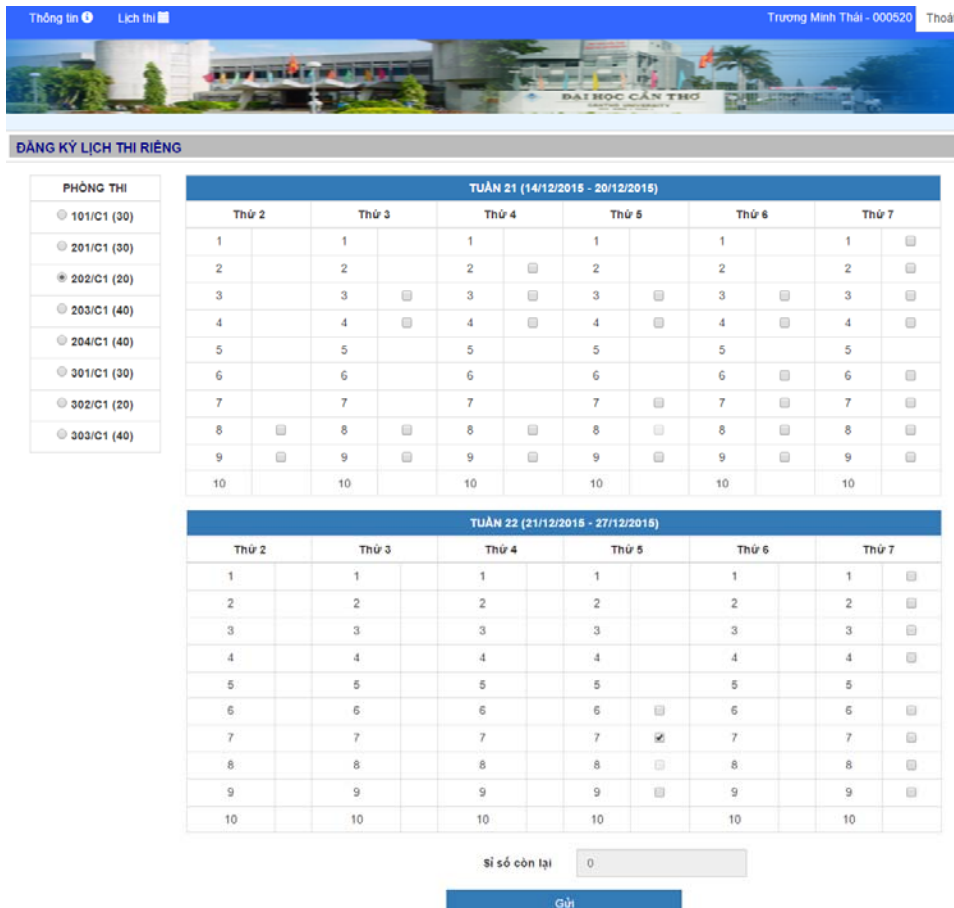 Thông tin Lịch thi Trương Minh Thái - 000520 Thoát
ĐẠI HỌC CẦN THƠ
ĐĂNG KÝ LỊCH THI RIÊNG
PHÒNG THI
101/C1 (30)
201/C1 (30)
202/C1 (20)
203/C1 (40)
204/C1 (40)
301/C1 (30)
302/C1 (20)
303/C1 (40)
TUẦN 21 (14/12/2015 - 20/12/2015)
Thứ 2 Thứ 3 Thứ 4 Thứ 5 Thứ 6 Thứ 7
1 1 1 1 1 1
2 2 2 2 2 2
3 3 3 3 3 3
4 4 4 4 4 4
5 5 5 5 5 5
6 6 6 6 6 6
7 7 7 7 7 7
8 8 8 8 8 8
9 9 9 9 9 9
10 10 10 10 10 10
TUẦN 22 (21/12/2015 - 27/12/2015)
Thứ 2 Thứ 3 Thứ 4 Thứ 5 Thứ 6 Thứ 7
1 1 1 1 1 1
2 2 2 2 2 2
3 3 3 3 3 3
4 4 4 4 4 4
5 5 5 5 5 5
6 6 6 6 6 6
7 7 7 7 7 7
8 8 8 8 8 8
9 9 9 9 9 9
10 10 10 10 10 10
Sỉ số còn lại 0
Gửi